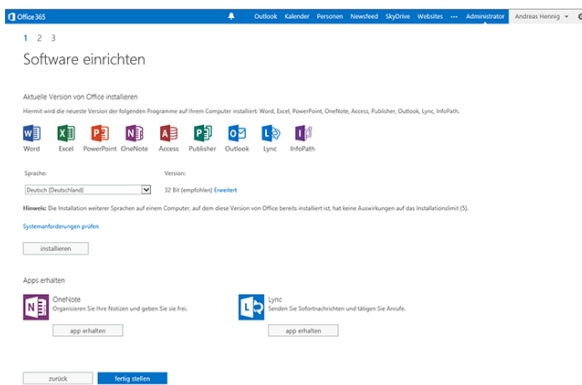 Office 365 Outlook Kalender Personen Newsfeed SkyDrive Websites ••• Administrator Andreas Hennig
1 2 3
Software einrichten
Aktuelle Version von Office installieren
Hiermit wird die neueste Version der folgenden Programme auf Ihrem Computer installiert: Word, Excel, PowerPoint, OneNote, Access, Publisher, Outlook, Lync, InfoPath.
Word Excel PowerPoint OneNote Access Publisher Outlook Lync InfoPath
Sprache: Version:
Deutsch (Deutschland) 32 Bit (empfohlen) Erweitert
Hinweis: Die Installation weiterer Sprachen auf einem Computer, auf dem diese Version von Office bereits installiert ist, hat keine Auswirkungen auf das Installationslimit (5).
Systemanforderungen prüfen
installieren
Apps erhalten
OneNote Lync
Organisieren Sie Ihre Notizen und geben Sie sie frei. Senden Sie Sofortnachrichten und tätigen Sie Anrufe.
app erhalten app erhalten
zurück fertig stellen